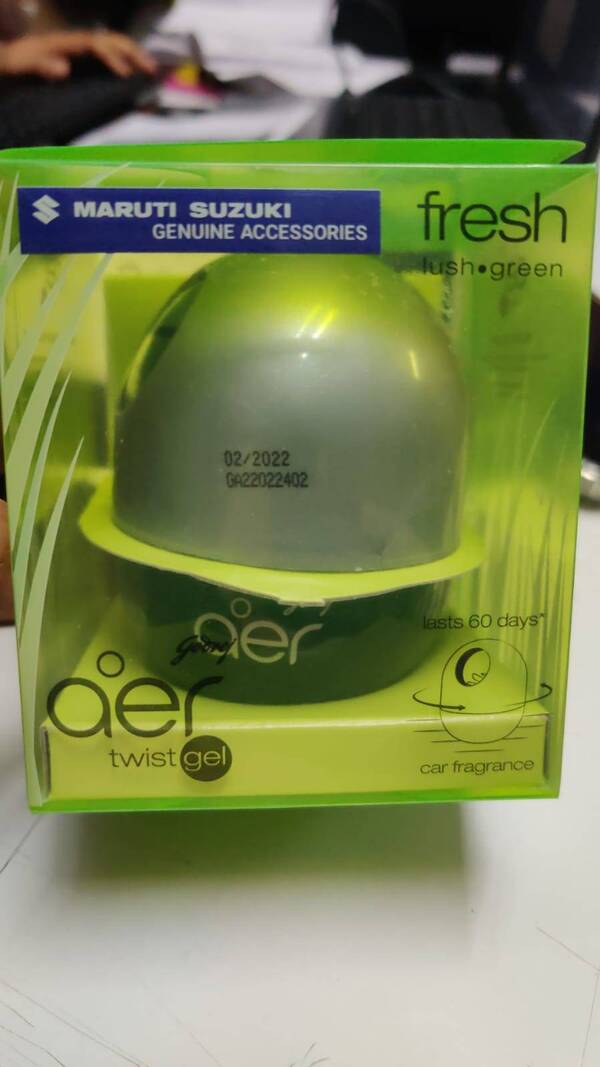 MARUTI SUZUKI
GENUINE ACCESSORIES
fresh
lush•green
02/2022
GA22022402
Godrej aer
lasts 60 days*
aer
twist gel
car fragrance